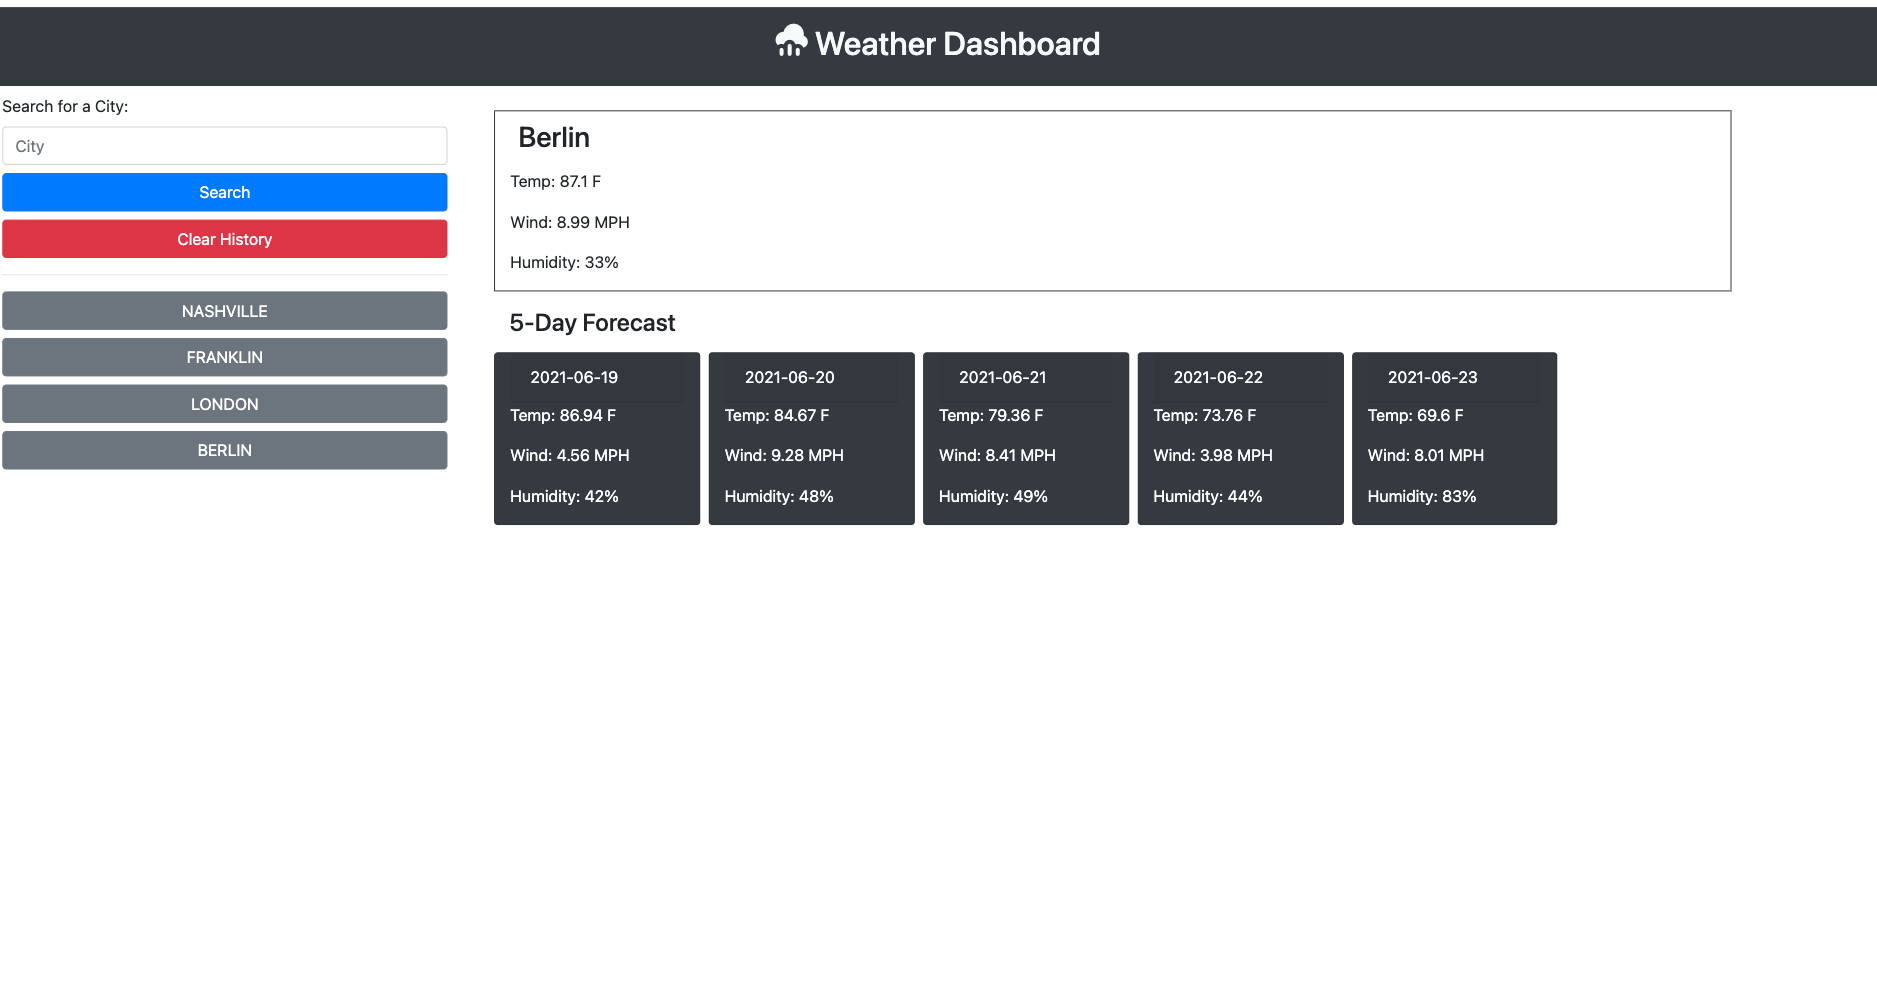 Weather Dashboard
Search for a City:
City
Search
Clear History
NASHVILLE
FRANKLIN
LONDON
BERLIN
Berlin
Temp: 87.1 F
Wind: 8.99 MPH
Humidity: 33%
5-Day Forecast
2021-06-19
Temp: 86.94 F
Wind: 4.56 MPH
Humidity: 42%
2021-06-20
Temp: 84.67 F
Wind: 9.28 MPH
Humidity: 48%
2021-06-21
Temp: 79.36 F
Wind: 8.41 MPH
Humidity: 49%
2021-06-22
Temp: 73.76 F
Wind: 3.98 MPH
Humidity: 44%
2021-06-23
Temp: 69.6 F
Wind: 8.01 MPH
Humidity: 83%